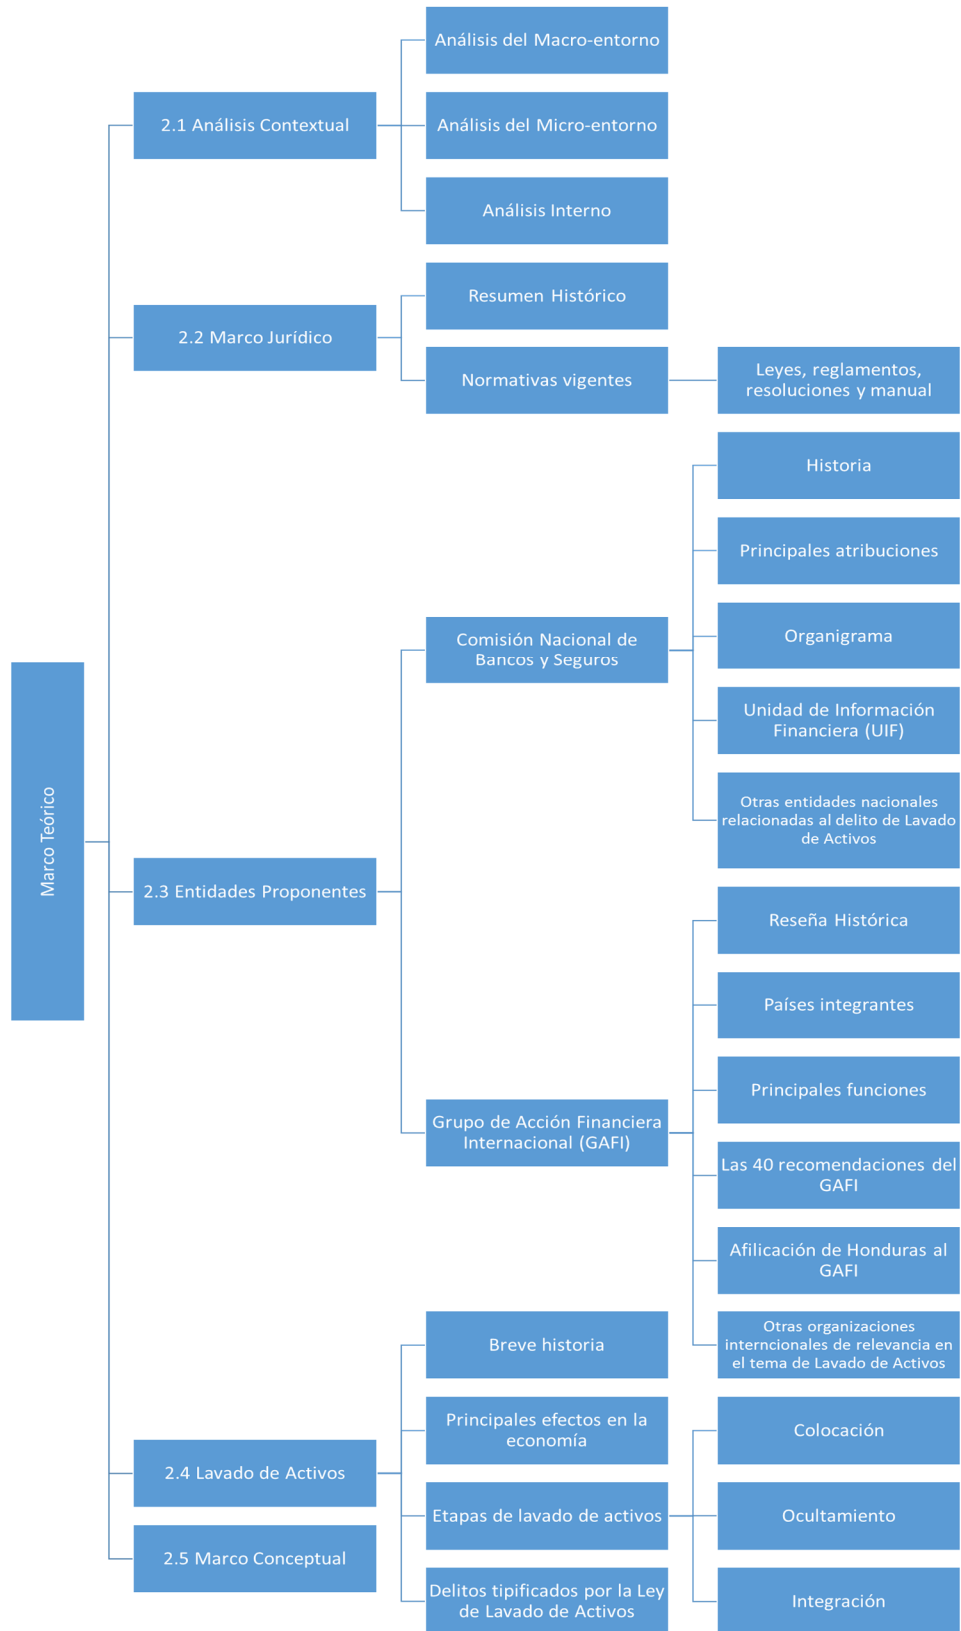 Marco Teórico
2.1 Análisis Contextual
Análisis del Macro-entorno
Análisis del Micro-entorno
Análisis Interno
2.2 Marco Jurídico
Resumen Histórico
Normativas vigentes
Leyes, reglamentos,
resoluciones y manual
2.3 Entidades Proponentes
Comisión Nacional de
Bancos y Seguros
Historia
Principales atribuciones
Organigrama
Unidad de Información
Financiera (UIF)
Otras entidades nacionales
relacionadas al delito de Lavado
de Activos
Grupo de Acción Financiera
Internacional (GAFI)
Reseña Histórica
Países integrantes
Principales funciones
Las 40 recomendaciones del
GAFI
Afilicación de Honduras al
GAFI
Otras organizaciones
interncionales de relevancia en
el tema de Lavado de Activos
2.4 Lavado de Activos
Breve historia
Principales efectos en la
economía
Etapas de lavado de activos
Colocación
Ocultamiento
Integración
Delitos tipificados por la Ley
de Lavado de Activos
2.5 Marco Conceptual